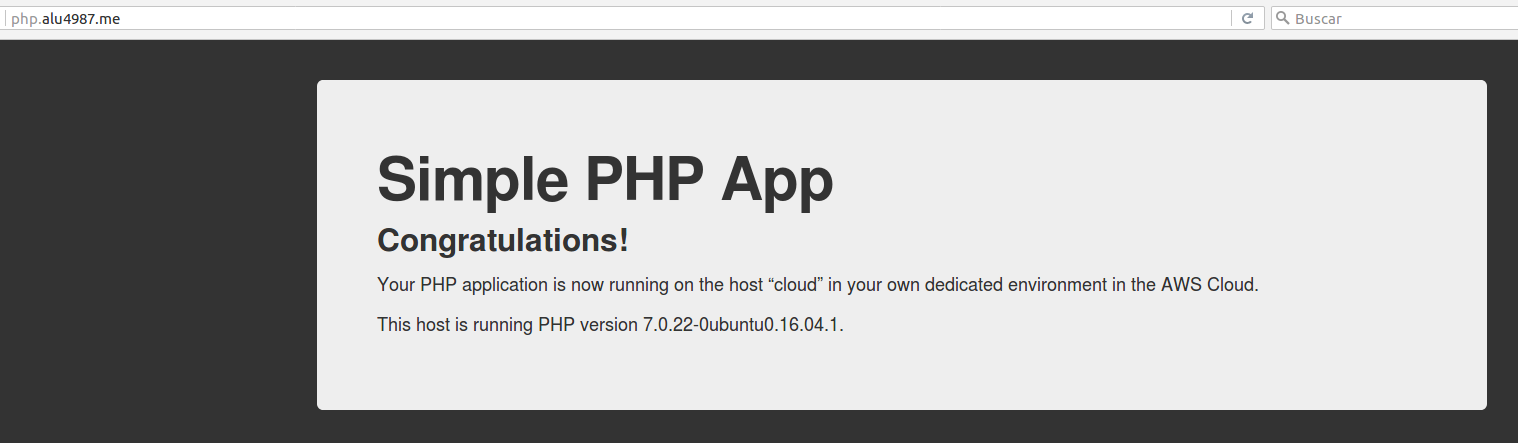 php.alu4987.me
Buscar
Simple PHP App
Congratulations!
Your PHP application is now running on the host “cloud” in your own dedicated environment in the AWS Cloud.
This host is running PHP version 7.0.22-0ubuntu0.16.04.1.